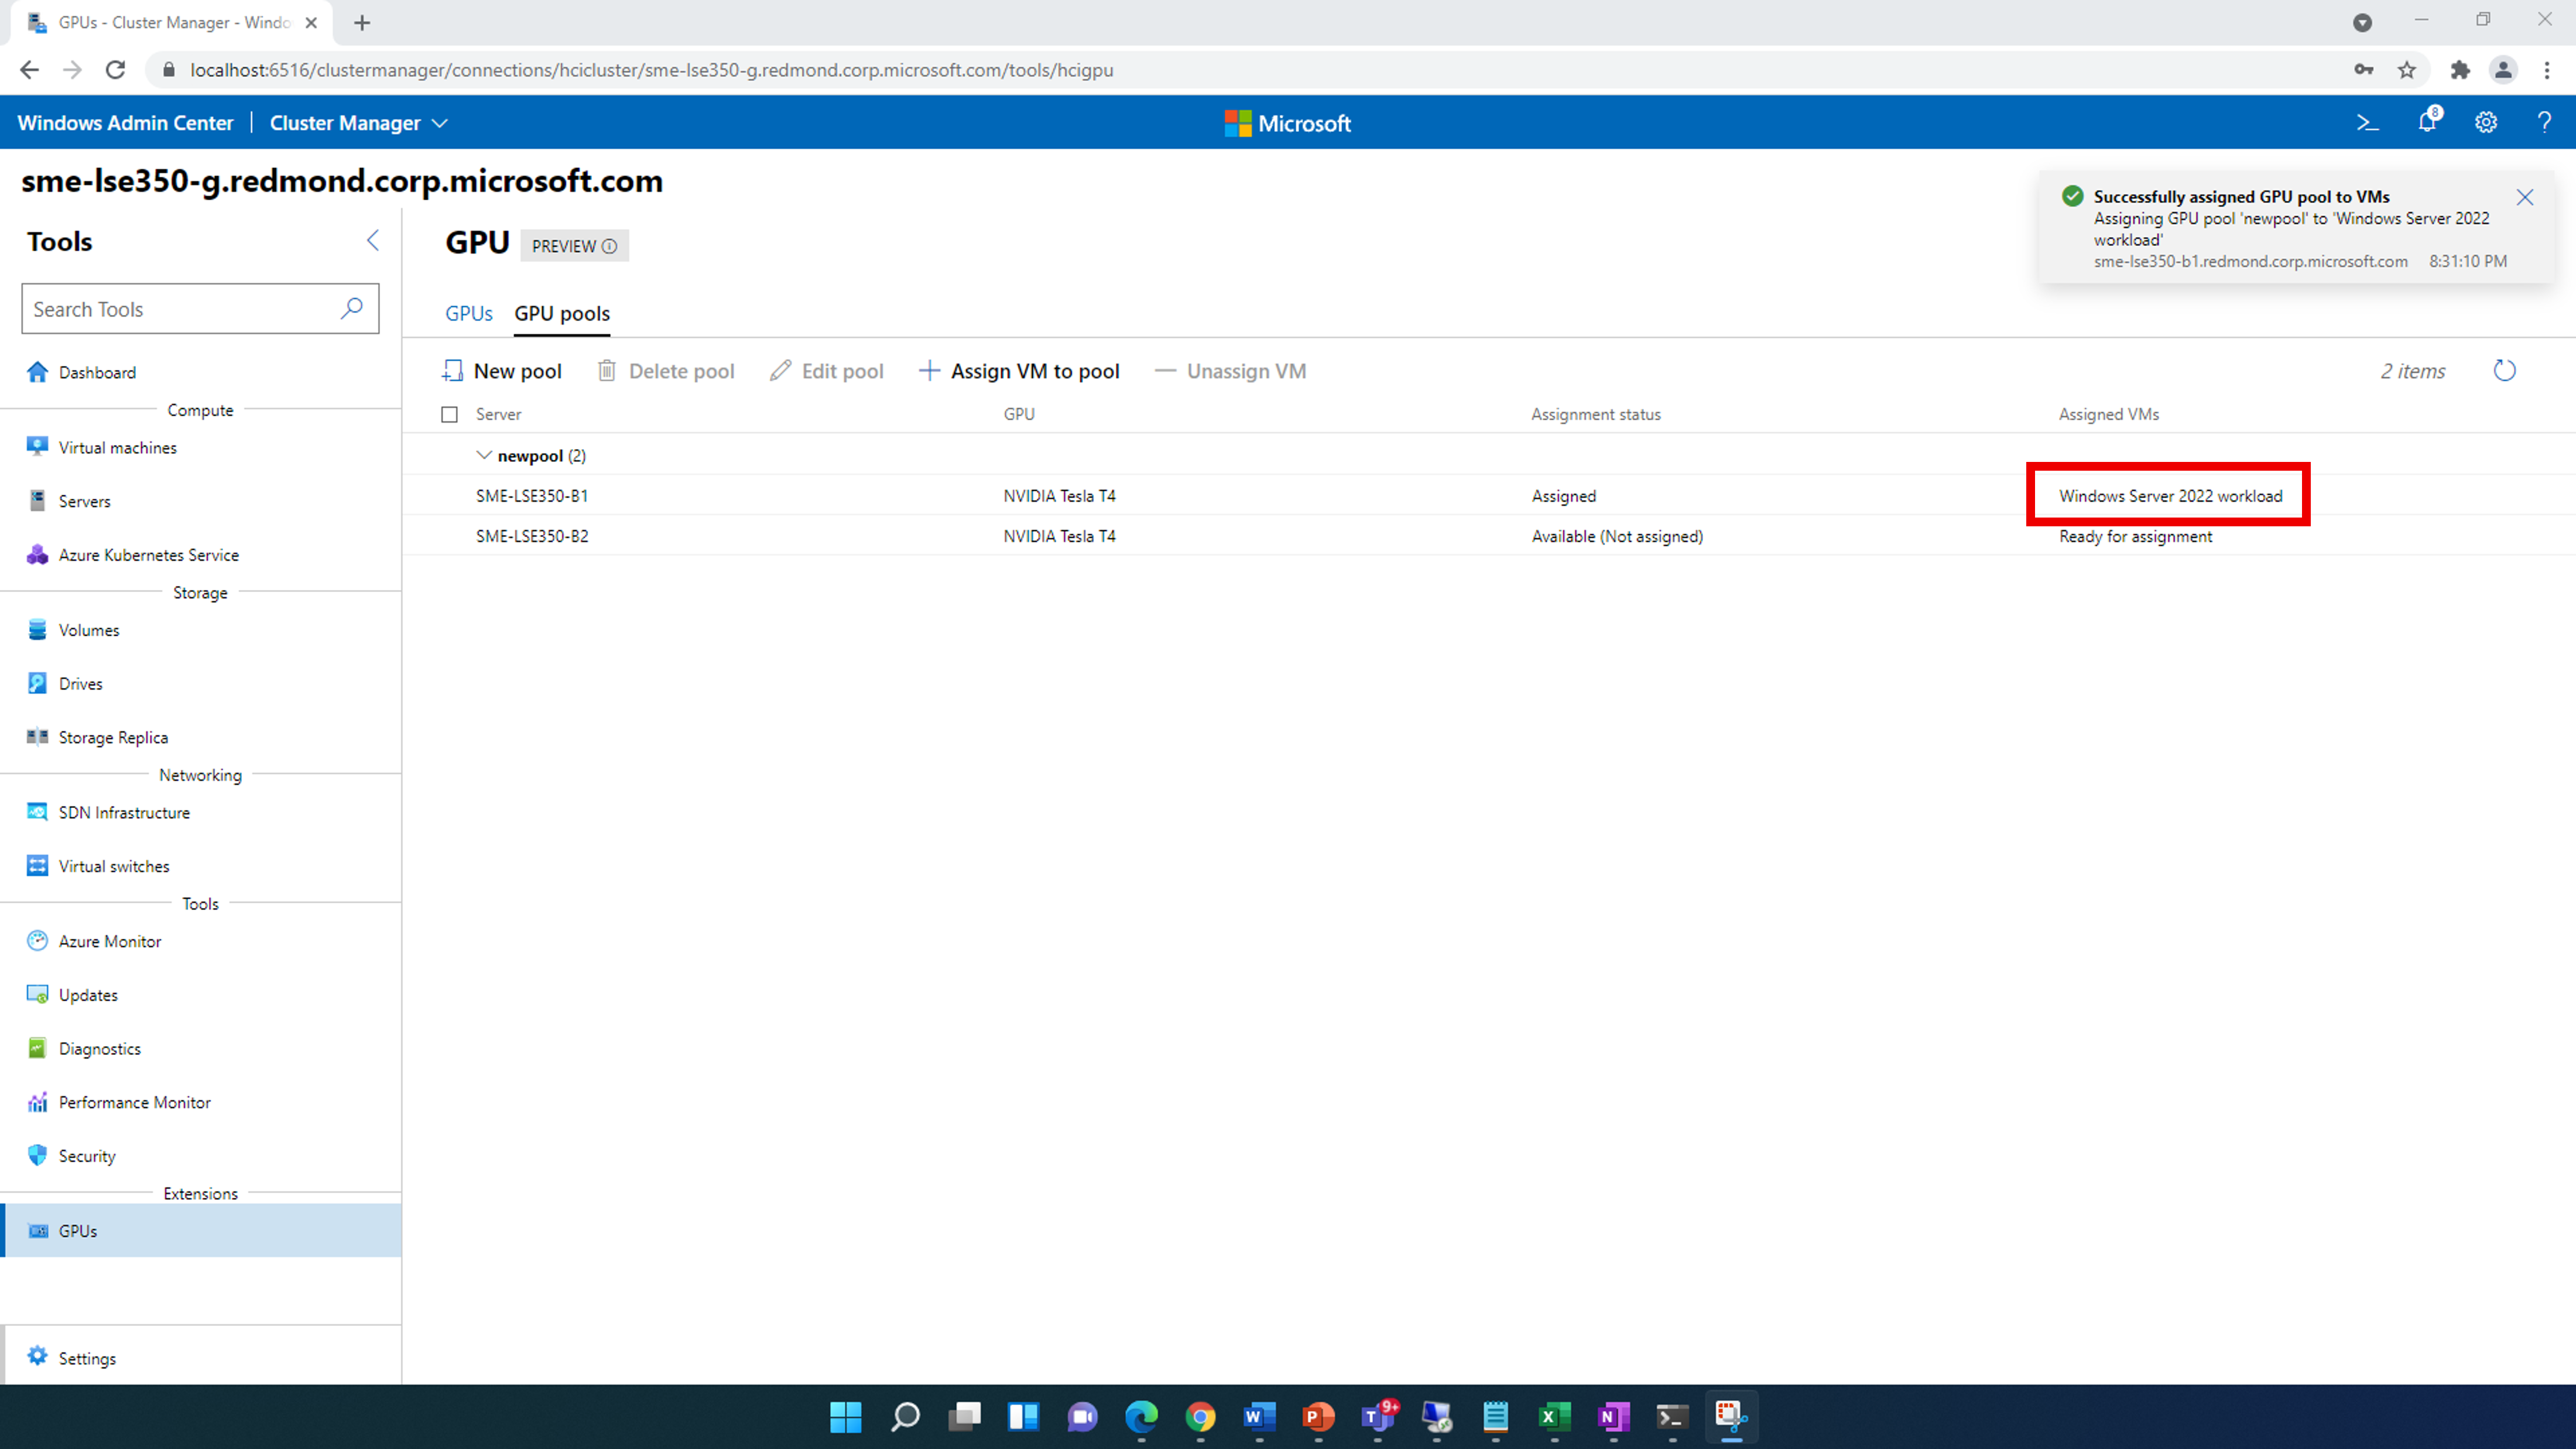 GPUs - Cluster Manager - Windo
localhost:6516/clustermanager/connections/hcicluster/sme-lse350-g.redmond.corp.microsoft.com/tools/hcigpu
Windows Admin Center | Cluster Manager
Microsoft
8
?
sme-lse350-g.redmond.corp.microsoft.com
Successfully assigned GPU pool to VMs
Assigning GPU pool 'newpool' to 'Windows Server 2022
workload'
sme-lse350-b1.redmond.corp.microsoft.com 8:31:10 PM
Tools
Search Tools
Dashboard
Compute
Virtual machines
Servers
Azure Kubernetes Service
Storage
Volumes
Drives
Storage Replica
Networking
SDN Infrastructure
Virtual switches
Tools
Azure Monitor
Updates
Diagnostics
Performance Monitor
Security
Extensions
GPUs
Settings
GPU PREVIEW
GPUs GPU pools
New pool Delete pool Edit pool Assign VM to pool Unassign VM 2 items
Server GPU Assignment status Assigned VMs
newpool (2)
SME-LSE350-B1 NVIDIA Tesla T4 Assigned Windows Server 2022 workload
SME-LSE350-B2 NVIDIA Tesla T4 Available (Not assigned) Ready for assignment
W P T 9+ X N